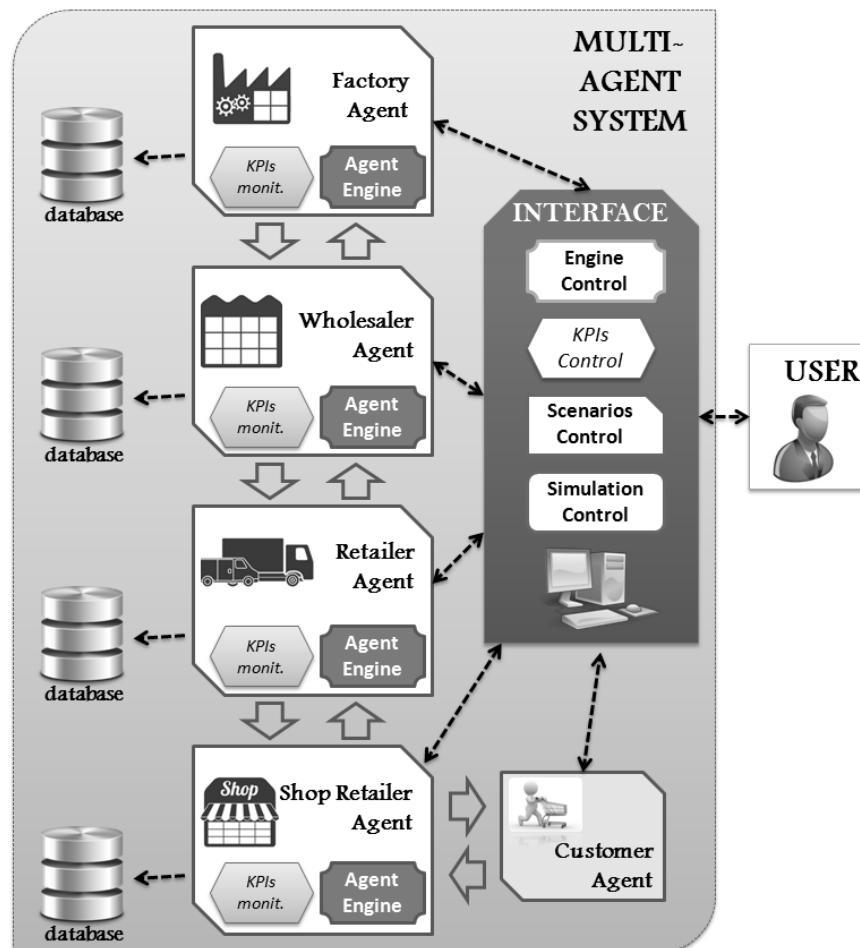 MULTI-
AGENT
SYSTEM
Factory
Agent
KPIs
monit.
Agent
Engine
database
INTERFACE
Engine
Control
KPIs
Control
Scenarios
Control
Simulation
Control
USER
Wholesaler
Agent
KPIs
monit.
Agent
Engine
database
Retailer
Agent
KPIs
monit.
Agent
Engine
database
Shop
Shop Retailer
Agent
KPIs
monit.
Agent
Engine
database
Customer
Agent